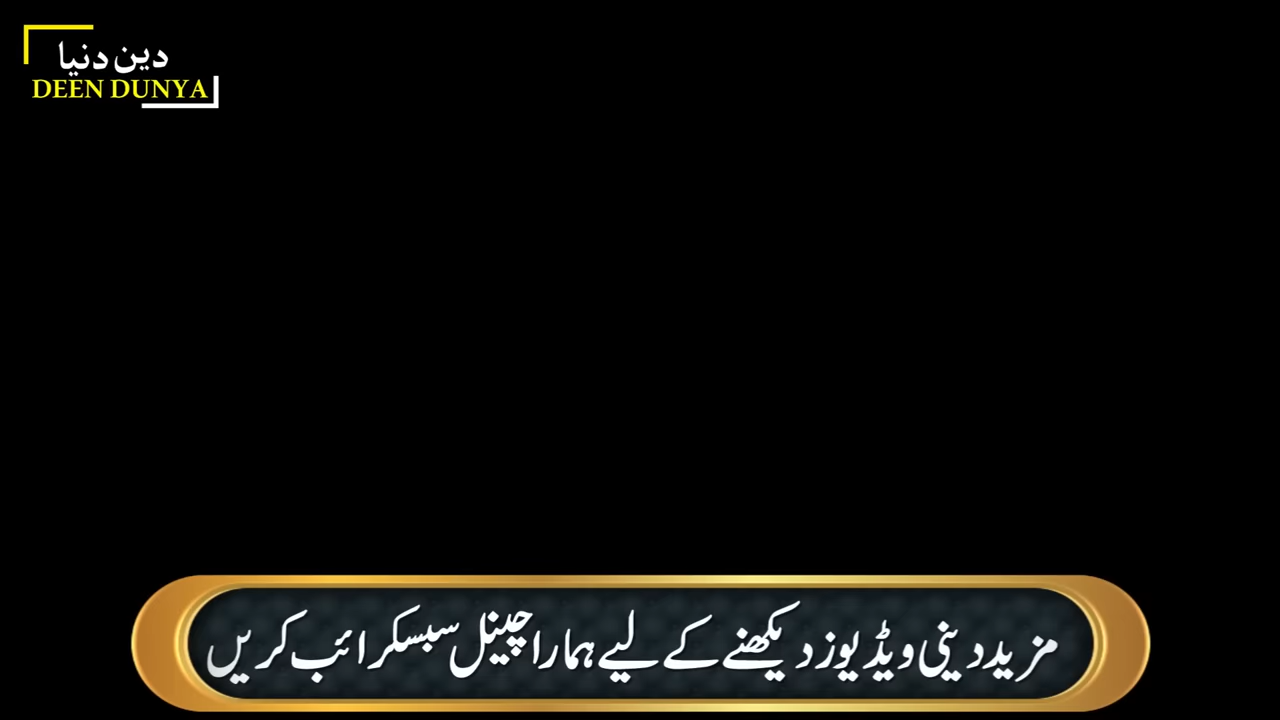 دین دنیا
DEEN DUNYA
مزید دینی ویڈیوز دیکھنے کے لیے ہمارا چینل سبسکرائب کریں